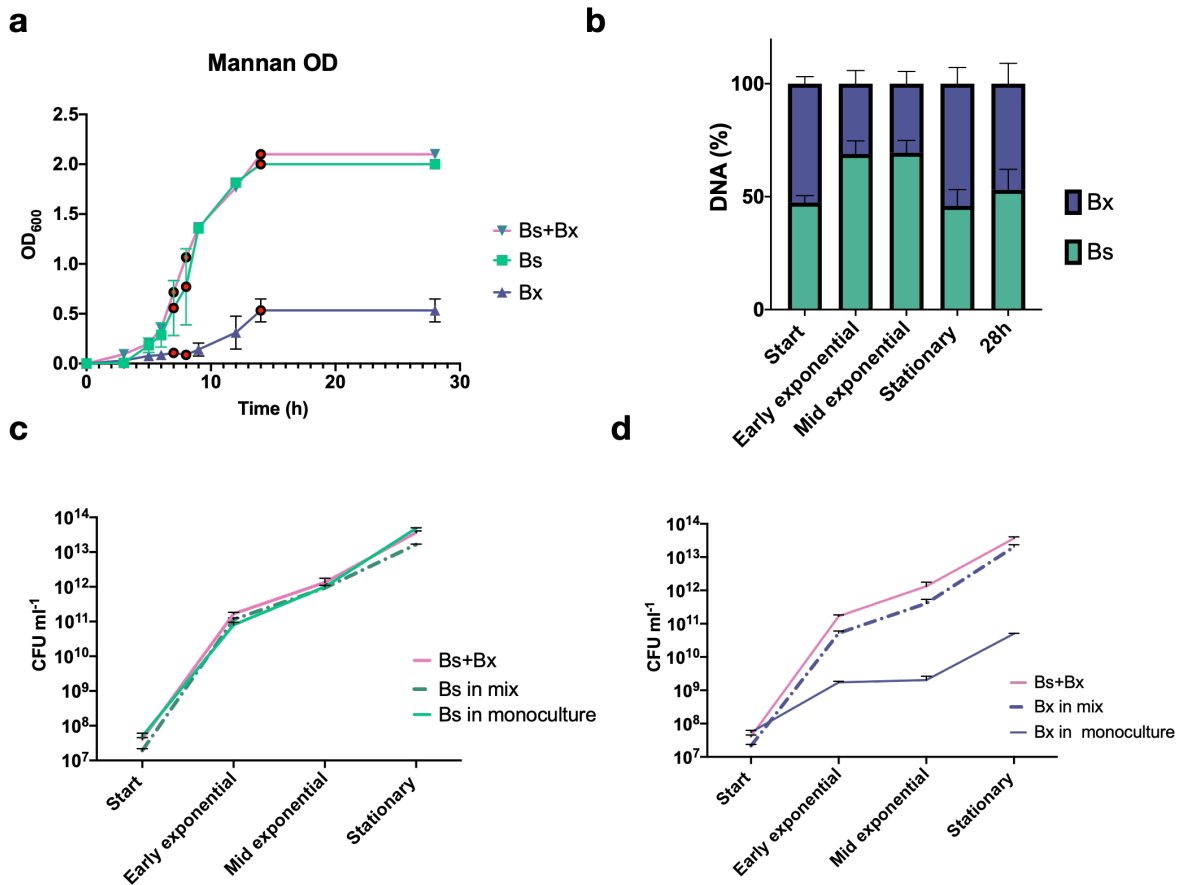 a
Mannan OD
2.5
2.0
1.5
1.0
0.5
0.0
OD600
0
10
20
30
Time (h)
Bs+Bx
Bs
Bx
b
100
50
0
DNA (%)
Start
Early exponential
Mid exponential
Stationary
28h
Bx
Bs
c
10^14
10^13
10^12
10^11
10^10
10^9
10^8
10^7
CFU ml^-1
Start
Early exponential
Mid exponential
Stationary
Bs+Bx
Bs in mix
Bs in monoculture
d
10^14
10^13
10^12
10^11
10^10
10^9
10^8
10^7
CFU ml^-1
Start
Early exponential
Mid exponential
Stationary
Bs+Bx
Bx in mix
Bx in monoculture